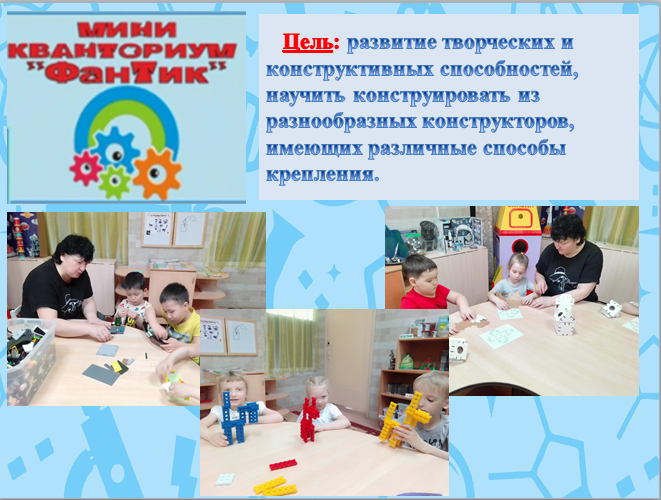 МИНИ
КВАНТОРИУМ
"ФанТик"
Цель: развитие творческих и
конструктивных способностей,
научить конструировать из
разнообразных конструкторов,
имеющих различные способы
крепления.